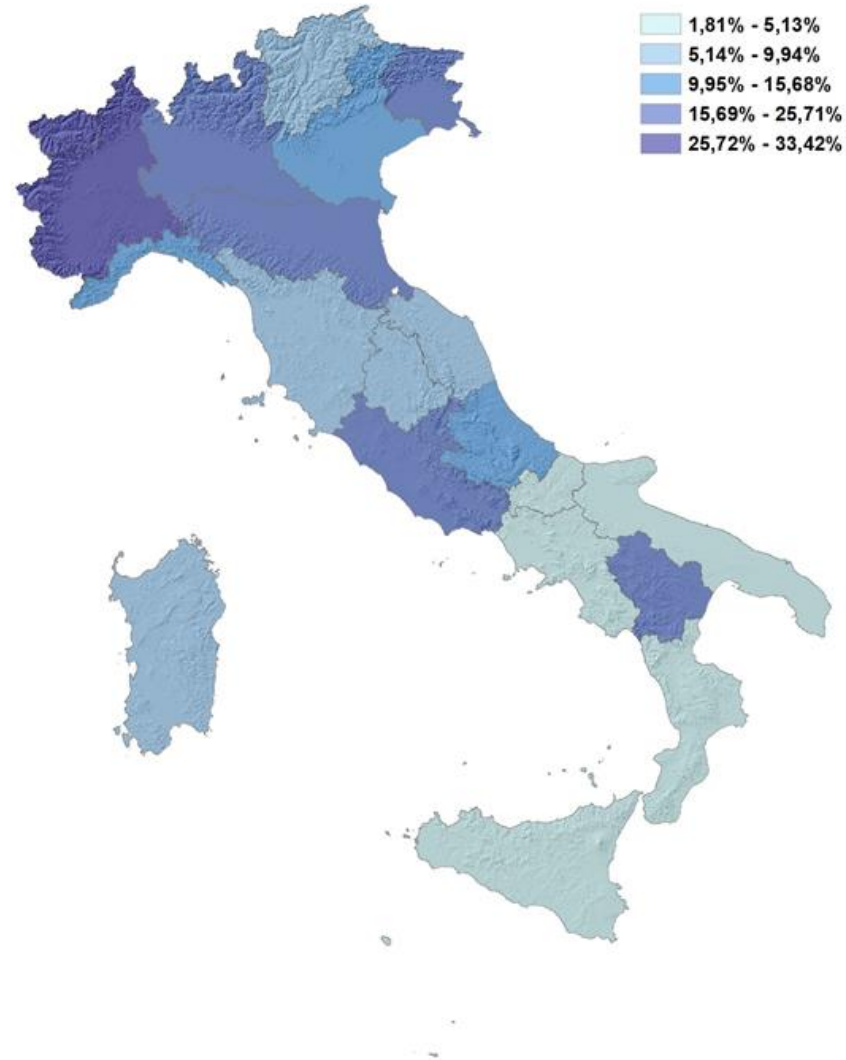 1,81% - 5,13%
5,14% - 9,94%
9,95% - 15,68%
15,69% - 25,71%
25,72% - 33,42%